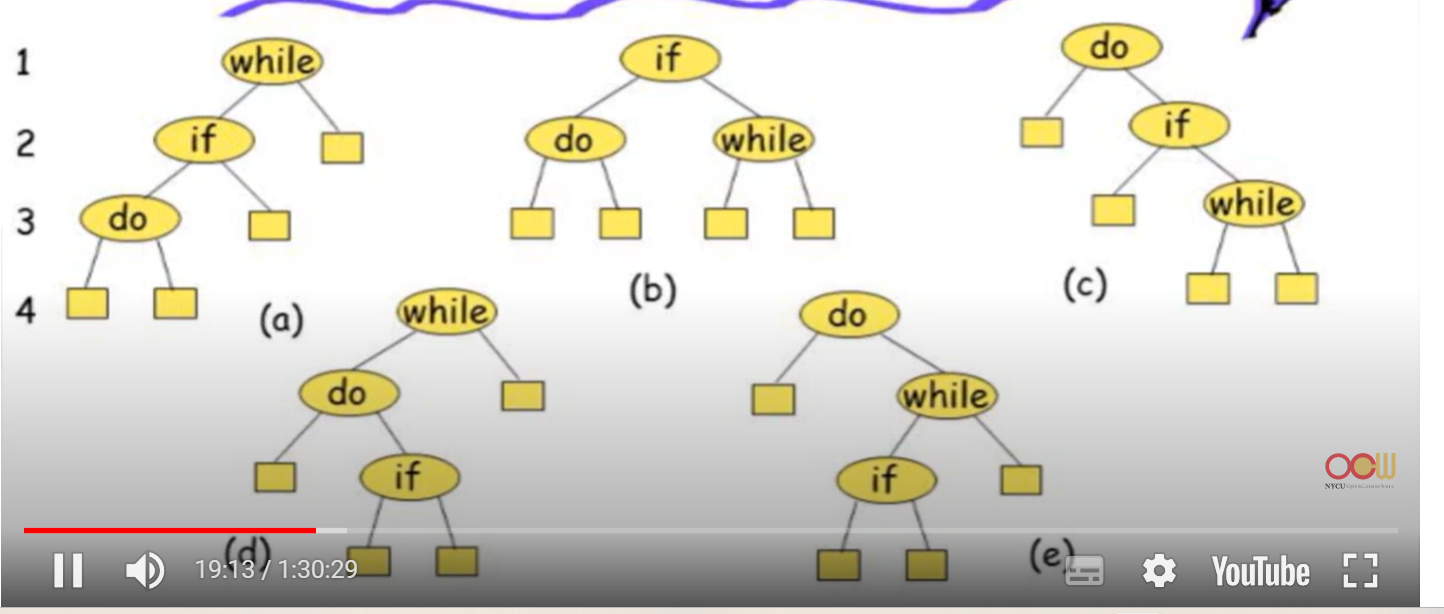 1 while if do
2 if do while if
3 do while
(b) (c)
4 (a) while do
do while
if if
OCW
NYCU OpenCourseWare
(d) (e)
19:13 / 1:30:29 YouTube